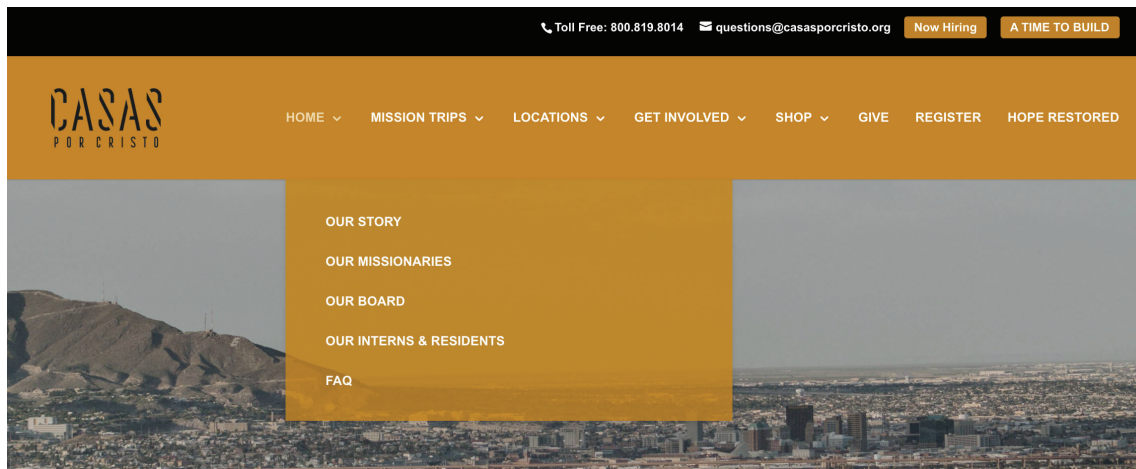 Toll Free: 800.819.8014 questions@casasporcristo.org Now Hiring A TIME TO BUILD
CASAS
POR CRISTO
HOME MISSION TRIPS LOCATIONS GET INVOLVED SHOP GIVE REGISTER HOPE RESTORED
OUR STORY
OUR MISSIONARIES
OUR BOARD
OUR INTERNS & RESIDENTS
FAQ